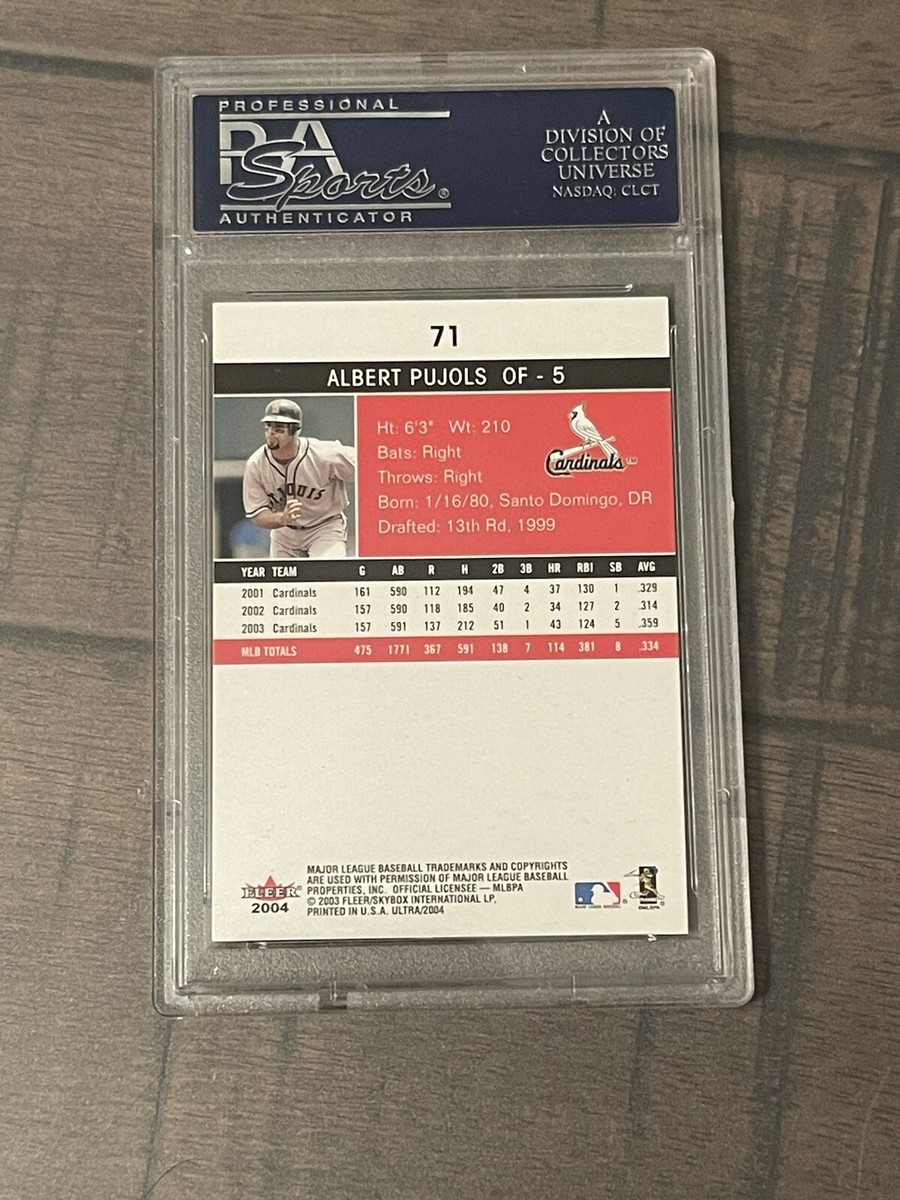 PROFESSIONAL
PSA
Sports®
AUTHENTICATOR
A
DIVISION OF
COLLECTORS
UNIVERSE
NASDAQ: CLCT
71
ALBERT PUJOLS OF - 5
Ht: 6'3" Wt: 210
Bats: Right
Throws: Right
Born: 1/16/80, Santo Domingo, DR
Drafted: 13th Rd, 1999
Cardinals™
ST. LOUIS
YEAR TEAM G AB R H 2B 3B HR RBI SB AVG
2001 Cardinals 161 590 112 194 47 4 37 130 1 .329
2002 Cardinals 157 590 118 185 40 2 34 127 2 .314
2003 Cardinals 157 591 137 212 51 1 43 124 5 .359
MLB TOTALS 475 1771 367 591 138 7 114 381 8 .334
FLEER®
2004
MAJOR LEAGUE BASEBALL TRADEMARKS AND COPYRIGHTS
ARE USED WITH PERMISSION OF MAJOR LEAGUE BASEBALL
PROPERTIES, INC. OFFICIAL LICENSEE — MLBPA
© 2003 FLEER/SKYBOX INTERNATIONAL LP,
PRINTED IN U.S.A. ULTRA/2004